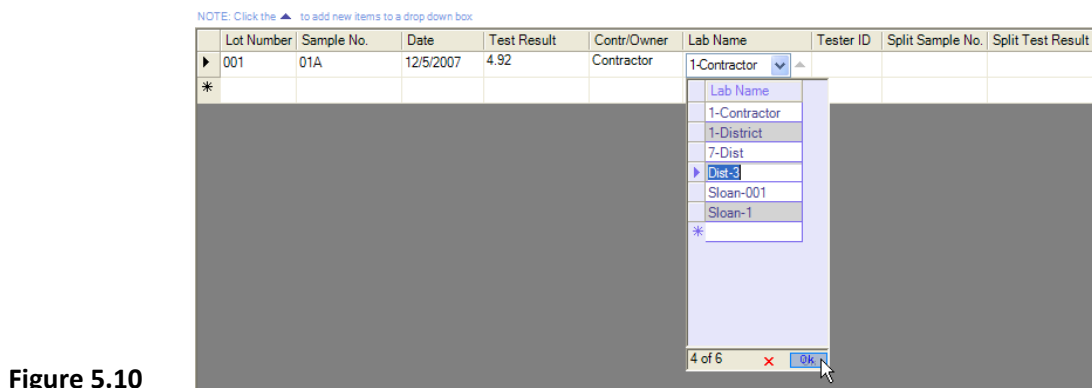 NOTE: Click the ▲ to add new items to a drop down box
Lot Number Sample No. Date Test Result Contr/Owner Lab Name Tester ID Split Sample No. Split Test Result
001 01A 12/5/2007 4.92 Contractor 1-Contractor
Lab Name
1-Contractor
1-District
7-Dist
Dist-3
Sloan-001
Sloan-1
4 of 6 Ok
Figure 5.10